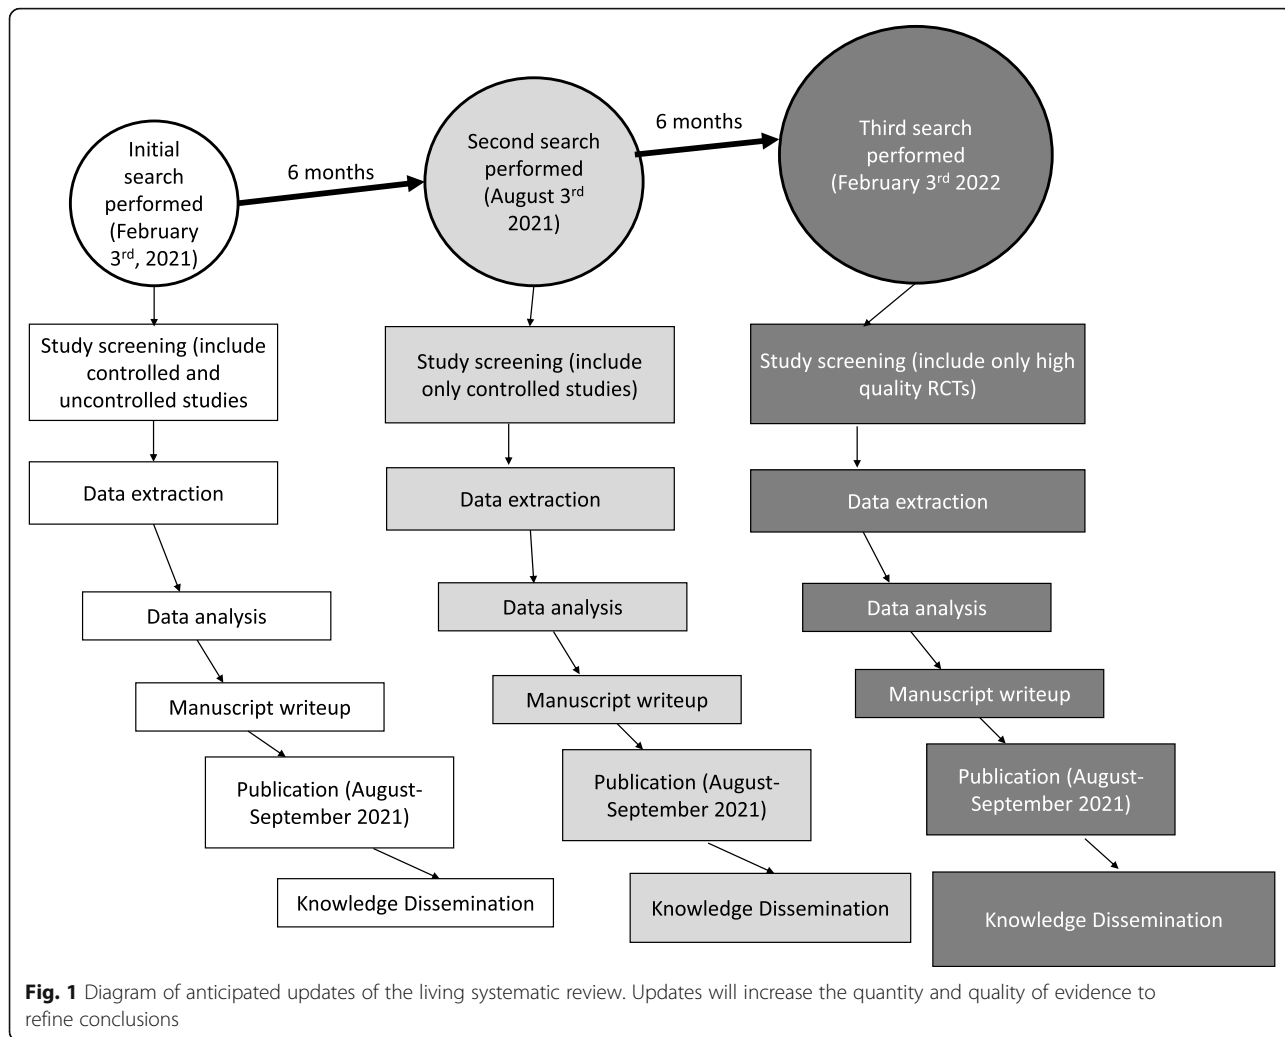 Initial
search
performed
(February
3rd, 2021)
6 months
Second search
performed
(August 3rd
2021)
6 months
Third search
performed
(February 3rd 2022
Study screening (include
controlled and
uncontrolled studies
Data extraction
Data analysis
Manuscript writeup
Publication (August-
September 2021)
Knowledge Dissemination
Study screening (include
only controlled studies)
Data extraction
Data analysis
Manuscript writeup
Publication (August-
September 2021)
Knowledge Dissemination
Study screening (include only high
quality RCTs)
Data extraction
Data analysis
Manuscript writeup
Publication (August-
September 2021)
Knowledge Dissemination
Fig. 1 Diagram of anticipated updates of the living systematic review. Updates will increase the quantity and quality of evidence to
refine conclusions